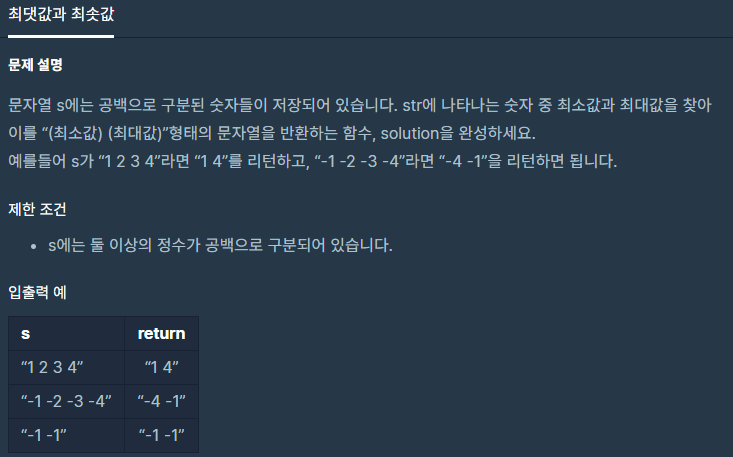 최댓값과 최솟값
문제 설명
문자열 s에는 공백으로 구분된 숫자들이 저장되어 있습니다. str에 나타나는 숫자 중 최소값과 최대값을 찾아
이를 “(최소값) (최대값)”형태의 문자열을 반환하는 함수, solution을 완성하세요.
예를들어 s가 “1 2 3 4”라면 “1 4”를 리턴하고, “-1 -2 -3 -4”라면 “-4 -1”을 리턴하면 됩니다.
제한 조건
• s에는 둘 이상의 정수가 공백으로 구분되어 있습니다.
입출력 예
s return
“1 2 3 4” “1 4”
“-1 -2 -3 -4” “-4 -1”
“-1 -1” “-1 -1”